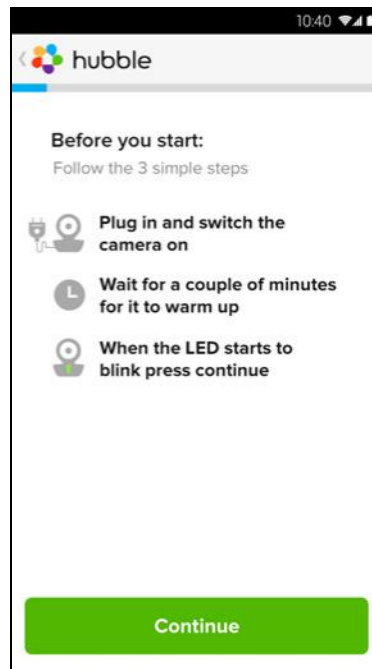 10:40
hubble
Before you start:
Follow the 3 simple steps
Plug in and switch the
camera on
Wait for a couple of minutes
for it to warm up
When the LED starts to
blink press continue
Continue